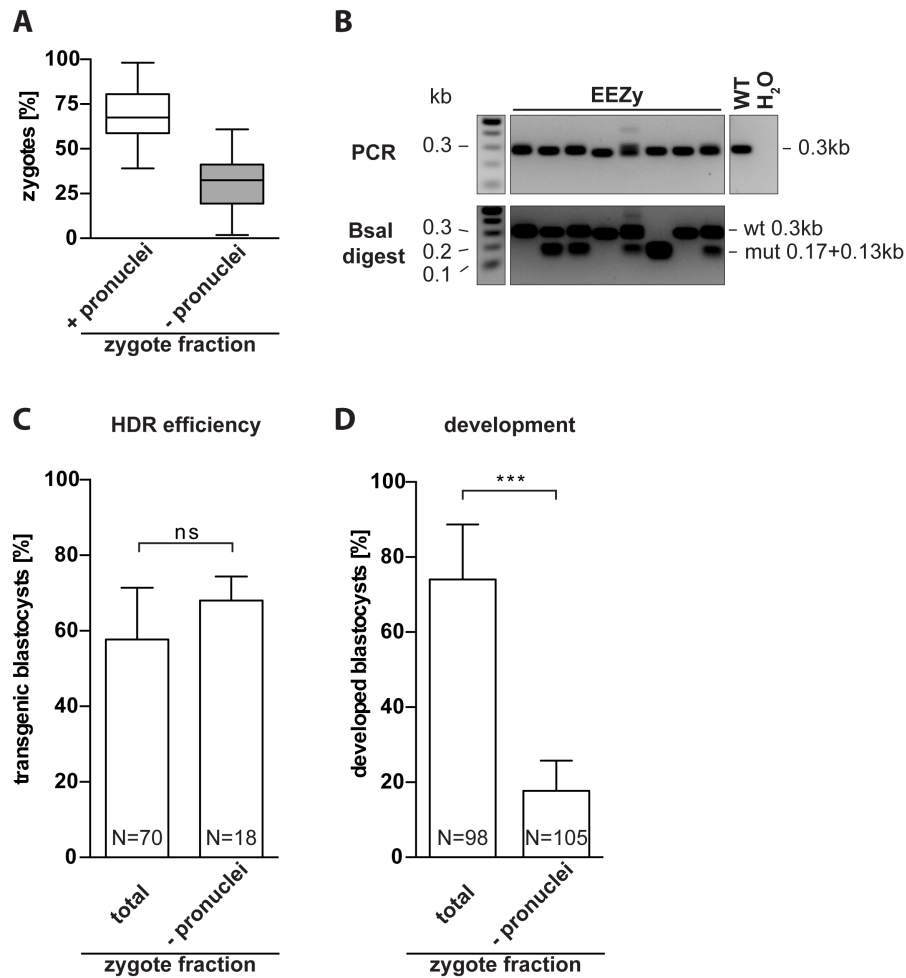 A
zygotes [%]
100
75
50
25
0
+ pronuclei
- pronuclei
zygote fraction
B
kb
EEZy
WT
H₂O
PCR
0.3
0.3kb
BsaI
digest
0.3
0.2
0.1
wt 0.3kb
mut 0.17+0.13kb
C
HDR efficiency
transgenic blastocysts [%]
100
80
60
40
20
0
ns
N=70
N=18
total
- pronuclei
zygote fraction
D
development
developed blastocysts [%]
100
80
60
40
20
0
***
N=98
N=105
total
- pronuclei
zygote fraction